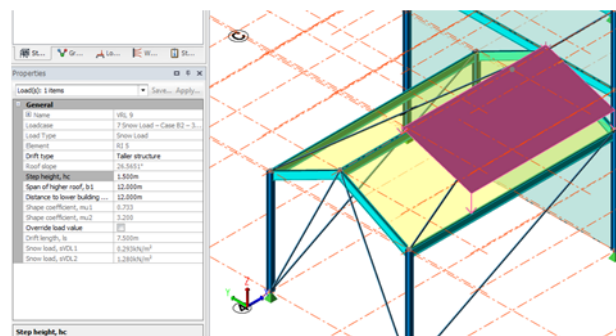 St...
Gr...
Lo...
W...
St...
Properties
Load(s): 1 items
Save...
Apply...
General
Name VRL 9
Loadcase 7 Snow Load - Case B2 - 3...
Load Type Snow Load
Element RI 5
Drift type Taller structure
Roof slope 26.5651°
Step height, hc 1.500m
Span of higher roof, b1 12.000m
Distance to lower building ... 12.000m
Shape coefficient, mu1 0.733
Shape coefficient, mu2 3.200
Override load value
Drift length, ls 7.500m
Snow load, sVDL1 0.293kN/m²
Snow load, sVDL2 1.280kN/m²
Step height, hc
C
Z
Y
X
A